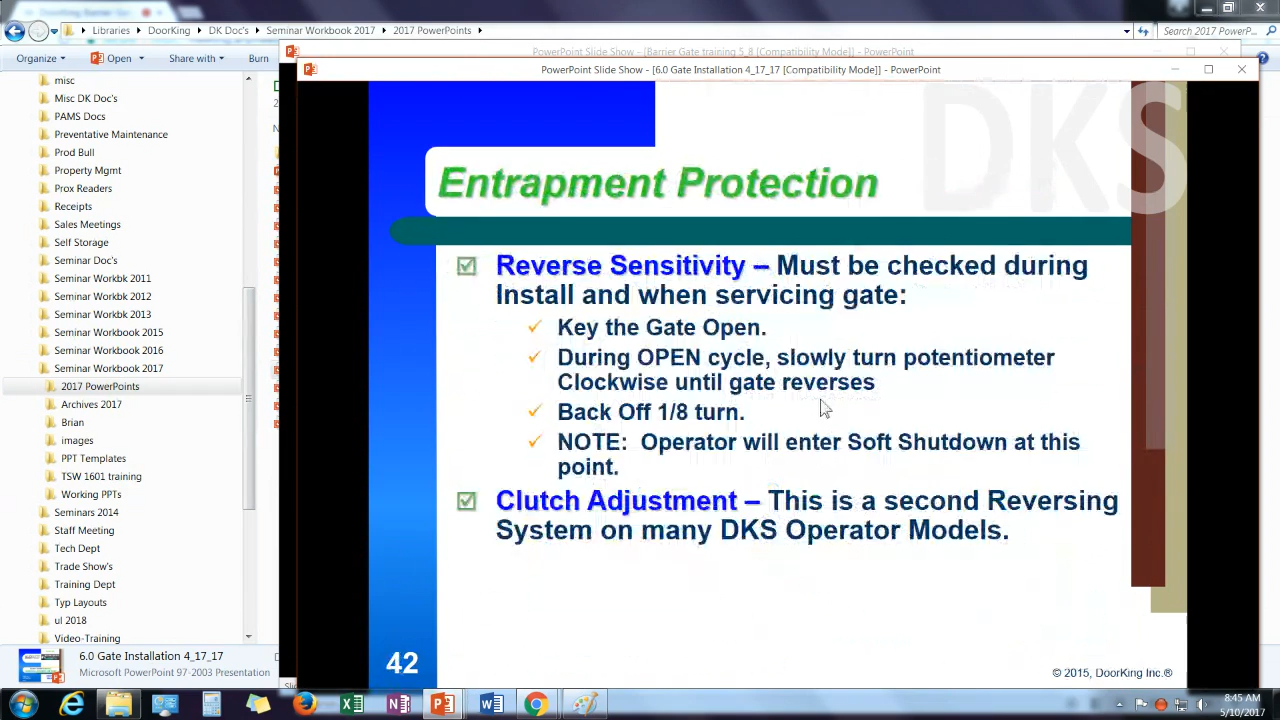 Libraries
DoorKing
DK Doc's
Seminar Workbook 2017
2017 PowerPoints
Search 2017 PowerP...
Organize
Open
Share with
Burn
PowerPoint Slide Show - [Barrier Gate training 5_8 [Compatibility Mode]] - PowerPoint
PowerPoint Slide Show - [6.0 Gate Installation 4_17_17 [Compatibility Mode]] - PowerPoint
misc
Misc DK Doc's
PAMS Docs
Preventative Maintenance
Prod Bull
Property Mgmt
Prox Readers
Receipts
Sales Meetings
Self Storage
Seminar Doc's
Seminar Workbk 2011
Seminar Workbk 2012
Seminar Workbk 2013
Seminar Workbook 2015
Seminar Workbook 2016
Seminar Workbook 2017
2017 PowerPoints
Archives 2017
Brian
images
PPT Templates
TSW 1601 training
Working PPTs
Seminars 2014
Staff Meeting
Tech Dept
Trade Show's
Training Dept
Typ Layouts
ul 2018
Video-Training
6.0 Gate Installation 4_17_17
Microsoft PowerPoint 97-2003 Presentation
DKS
Entrapment Protection
Reverse Sensitivity – Must be checked during
Install and when servicing gate:
Key the Gate Open.
During OPEN cycle, slowly turn potentiometer
Clockwise until gate reverses
Back Off 1/8 turn.
NOTE: Operator will enter Soft Shutdown at this
point.
Clutch Adjustment – This is a second Reversing
System on many DKS Operator Models.
42
© 2015, DoorKing Inc.®
8:45 AM
5/10/2017